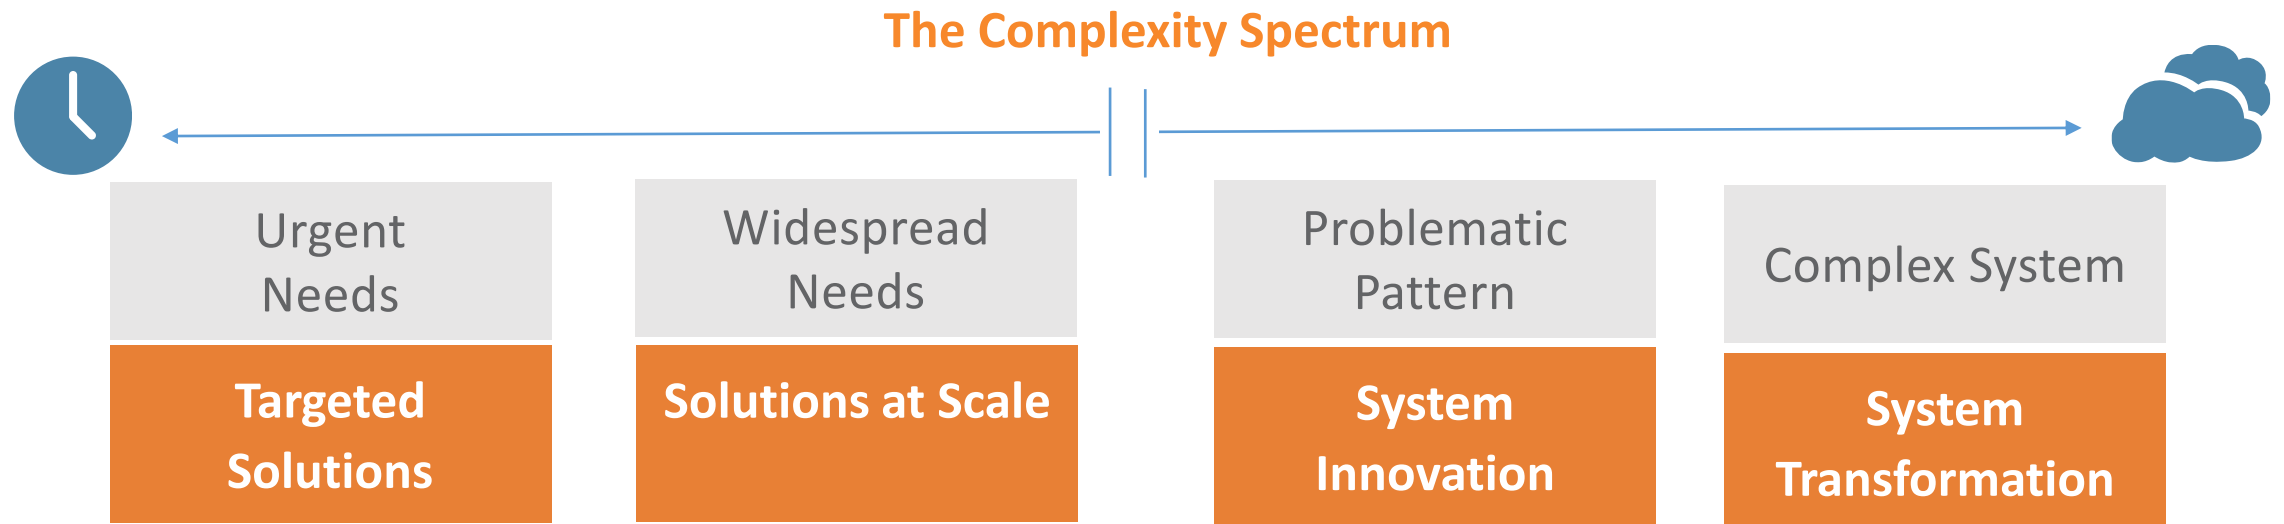 The Complexity Spectrum
Urgent
Needs
Widespread
Needs
Problematic
Pattern
Complex System
Targeted
Solutions
Solutions at Scale
System
Innovation
System
Transformation